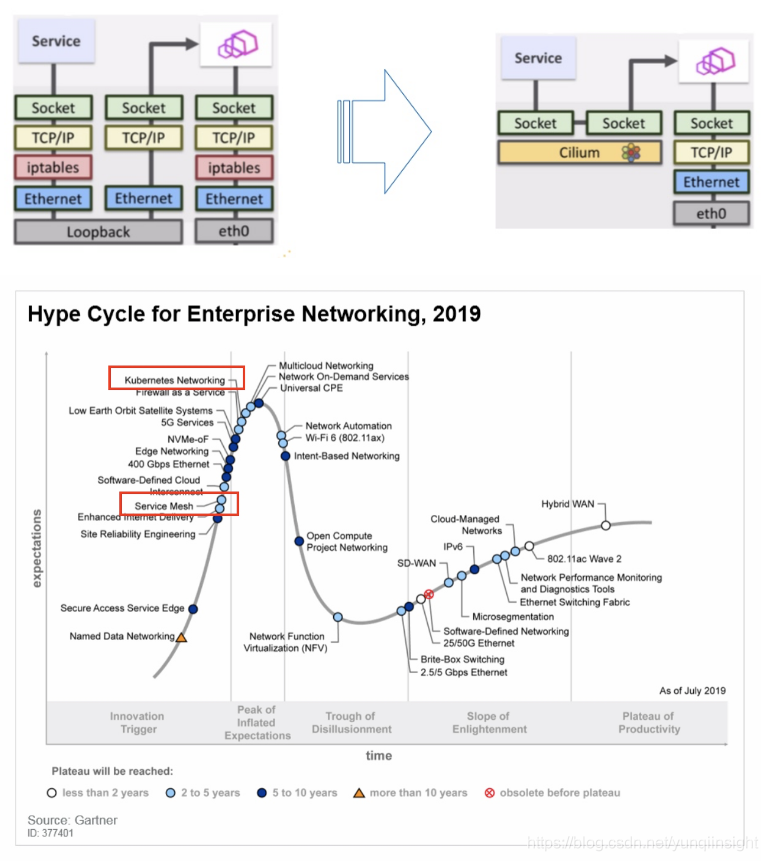 Service
Service
Socket
Socket
Socket
Socket
Socket
Socket
TCP/IP
TCP/IP
TCP/IP
Cilium
TCP/IP
iptables
iptables
Ethernet
Ethernet
Ethernet
Ethernet
Loopback
eth0
eth0
Hype Cycle for Enterprise Networking, 2019
expectations
Kubernetes Networking
Firewall as a Service
Low Earth Orbit Satellite Systems
5G Services
NVMe-oF
Edge Networking
400 Gbps Ethernet
Software-Defined Cloud
Interconnect
Service Mesh
Enhanced Internet Delivery
Site Reliability Engineering
Secure Access Service Edge
Named Data Networking
Multicloud Networking
Network On-Demand Services
Universal CPE
Network Automation
Wi-Fi 6 (802.11ax)
Intent-Based Networking
Open Compute
Project Networking
Network Function
Virtualization (NFV)
Hybrid WAN
Cloud-Managed
Networks
IPv6
SD-WAN
802.11ac Wave 2
Network Performance Monitoring
and Diagnostics Tools
Ethernet Switching Fabric
Microsegmentation
Software-Defined Networking
25/50G Ethernet
Brite-Box Switching
2.5/5 Gbps Ethernet
As of July 2019
Innovation
Trigger
Peak of
Inflated
Expectations
Trough of
Disillusionment
Slope of
Enlightenment
Plateau of
Productivity
time
Plateau will be reached:
less than 2 years
2 to 5 years
5 to 10 years
more than 10 years
obsolete before plateau
Source: Gartner
ID: 377401
https://blog.csdn.net/yunqiinsight